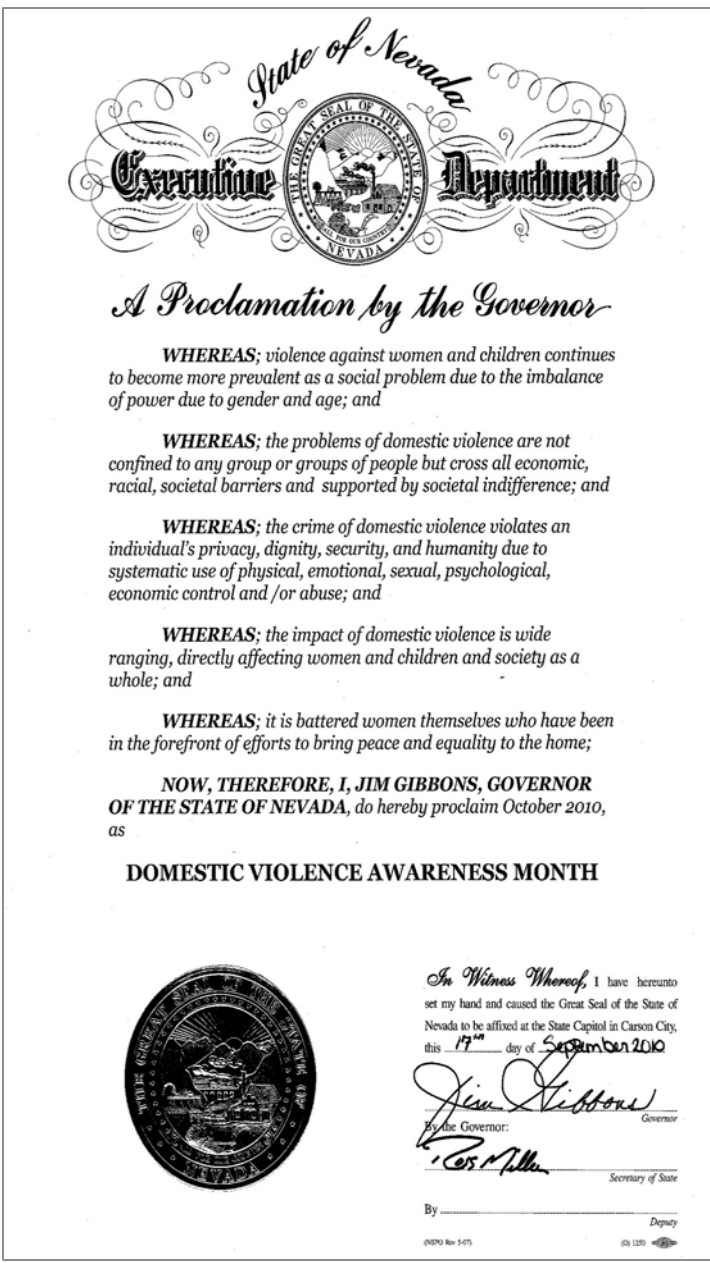 State of Nevada
THE GREAT SEAL OF THE STATE OF
Executive Department
ALL FOR OUR COUNTRY
NEVADA
A Proclamation by the Governor
WHEREAS; violence against women and children continues
to become more prevalent as a social problem due to the imbalance
of power due to gender and age; and
WHEREAS; the problems of domestic violence are not
confined to any group or groups of people but cross all economic,
racial, societal barriers and supported by societal indifference; and
WHEREAS; the crime of domestic violence violates an
individual's privacy, dignity, security, and humanity due to
systematic use of physical, emotional, sexual, psychological,
economic control and /or abuse; and
WHEREAS; the impact of domestic violence is wide
ranging, directly affecting women and children and society as a
whole; and
WHEREAS; it is battered women themselves who have been
in the forefront of efforts to bring peace and equality to the home;
NOW, THEREFORE, I, JIM GIBBONS, GOVERNOR
OF THE STATE OF NEVADA, do hereby proclaim October 2010,
as
DOMESTIC VIOLENCE AWARENESS MONTH
THE GREAT SEAL OF THE STATE OF
NEVADA
In Witness Whereof, I have hereunto
set my hand and caused the Great Seal of the State of
Nevada to be affixed at the State Capitol in Carson City,
this 17th day of September 2010
Jim Gibbons
Governor
By the Governor:
Ross Miller
Secretary of State
By
Deputy
(NSPO Rev 5-07)
(O) 1250